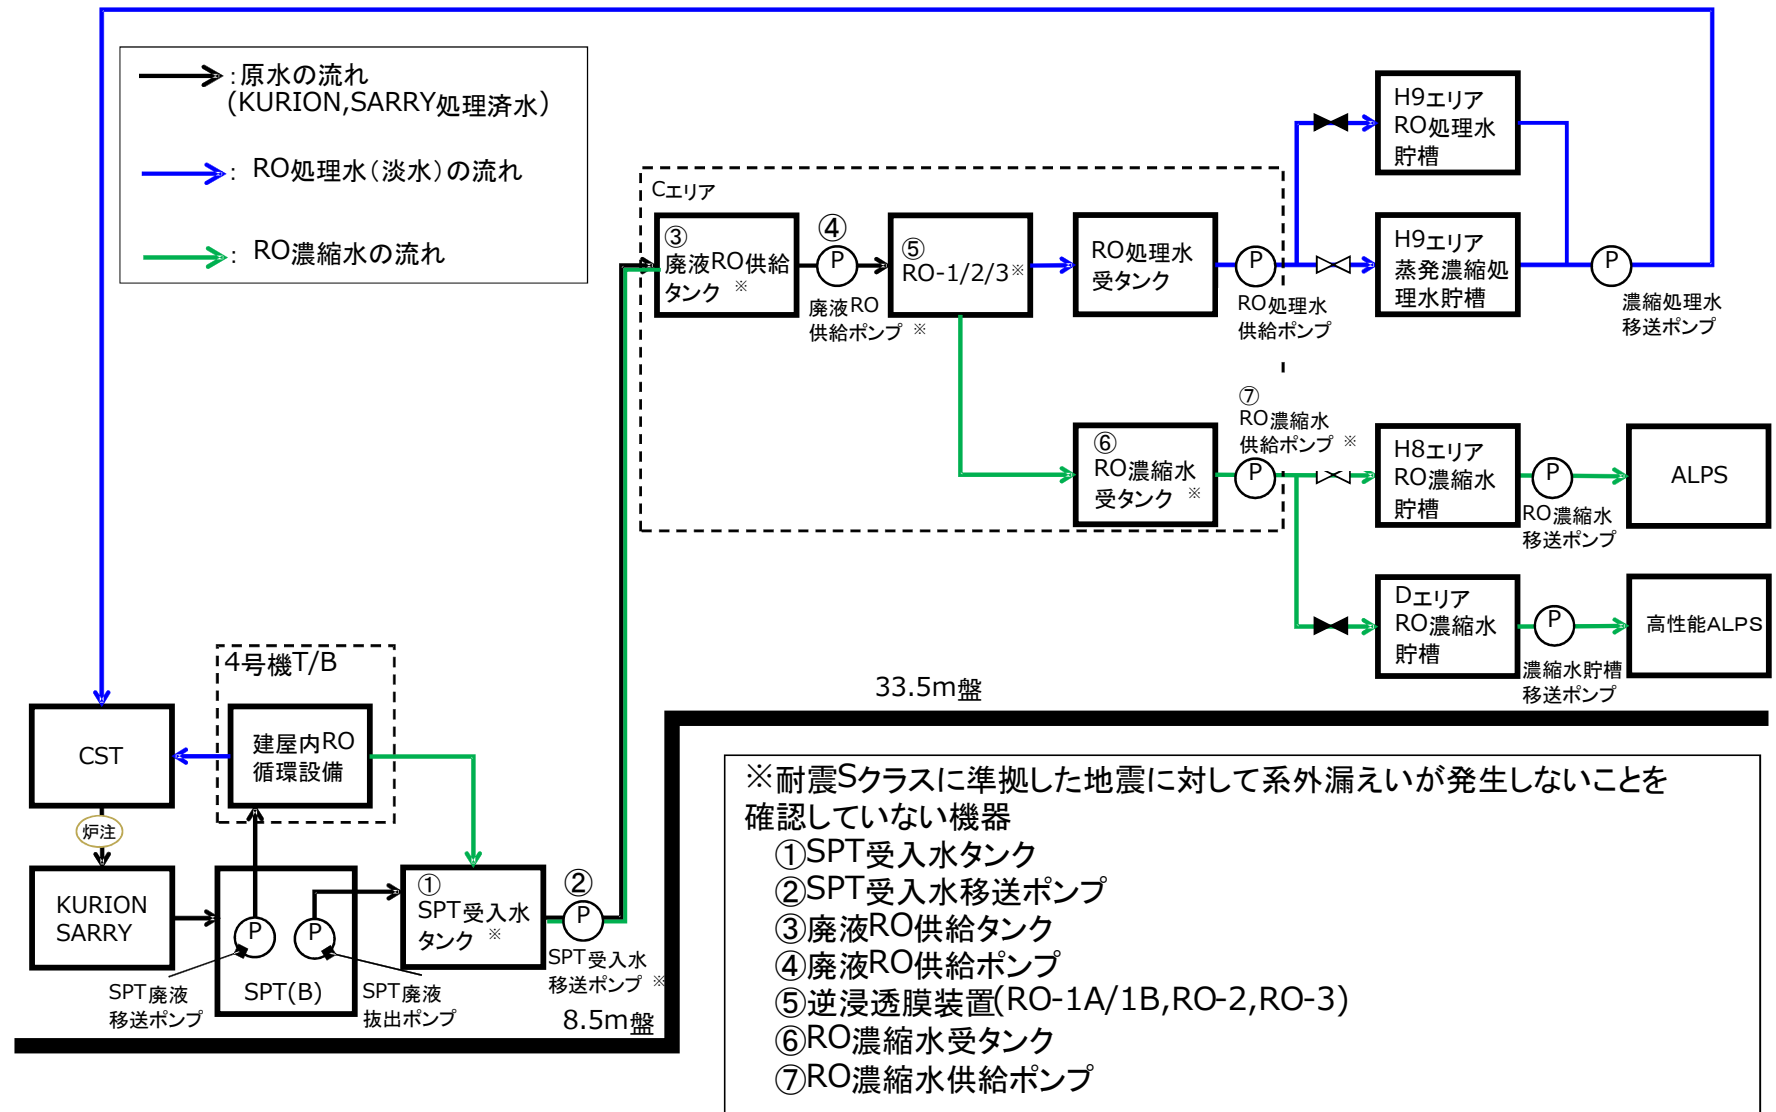 :原水の流れ
(KURION,SARRY処理済水)
: RO処理水(淡水)の流れ
: RO濃縮水の流れ
Cエリア
③
廃液RO供給
タンク ※
④
P
廃液RO
供給ポンプ ※
⑤
RO-1/2/3※
RO処理水
受タンク
P
RO処理水
供給ポンプ
H9エリア
RO処理水
貯槽
H9エリア
蒸発濃縮処
理水貯槽
P
濃縮処理水
移送ポンプ
⑥
RO濃縮水
受タンク ※
⑦
RO濃縮水
供給ポンプ ※
P
H8エリア
RO濃縮水
貯槽
P
RO濃縮水
移送ポンプ
ALPS
Dエリア
RO濃縮水
貯槽
P
濃縮水貯槽
移送ポンプ
高性能ALPS
33.5m盤
4号機T/B
建屋内RO
循環設備
CST
炉注
KURION
SARRY
P
P
SPT(B)
SPT廃液
移送ポンプ
SPT廃液
抜出ポンプ
①
SPT受入水
タンク ※
②
P
SPT受入水
移送ポンプ ※
8.5m盤
※耐震Sクラスに準拠した地震に対して系外漏えいが発生しないことを
確認していない機器
①SPT受入水タンク
②SPT受入水移送ポンプ
③廃液RO供給タンク
④廃液RO供給ポンプ
⑤逆浸透膜装置(RO-1A/1B,RO-2,RO-3)
⑥RO濃縮水受タンク
⑦RO濃縮水供給ポンプ